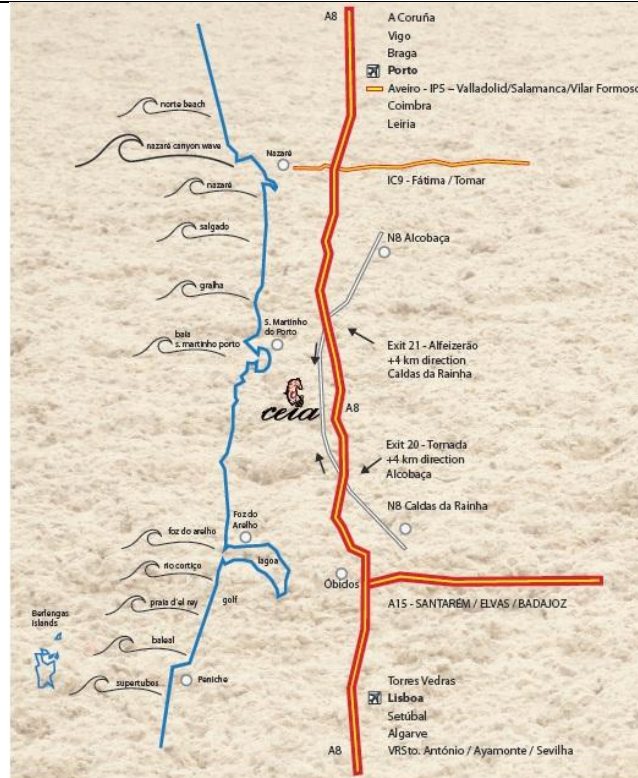 A8
A Coruña
Vigo
Braga
Porto
Aveiro - IP5 – Valladolid/Salamanca/Vilar Formoso
Coimbra
Leiria
norte beach
nazaré canyon wave
Nazaré
IC9 - Fátima / Tomar
nazaré
salgado
N8 Alcobaça
gralha
S. Martinho
do Porto
baia
s. martinho porto
Exit 21 - Alfeizerão
+4 km direction
Caldas da Rainha
ceia
A8
Exit 20 - Tornada
+4 km direction
Alcobaça
N8 Caldas da Rainha
Foz do
Arelho
foz do arelho
lagoa
rio cortiço
Óbidos
golf
praia d'el rey
A15 - SANTARÉM / ELVAS / BADAJOZ
Berlengas
Islands
baleal
Peniche
supertubos
Torres Vedras
Lisboa
Setúbal
Algarve
A8
VRSto. António / Ayamonte / Sevilha